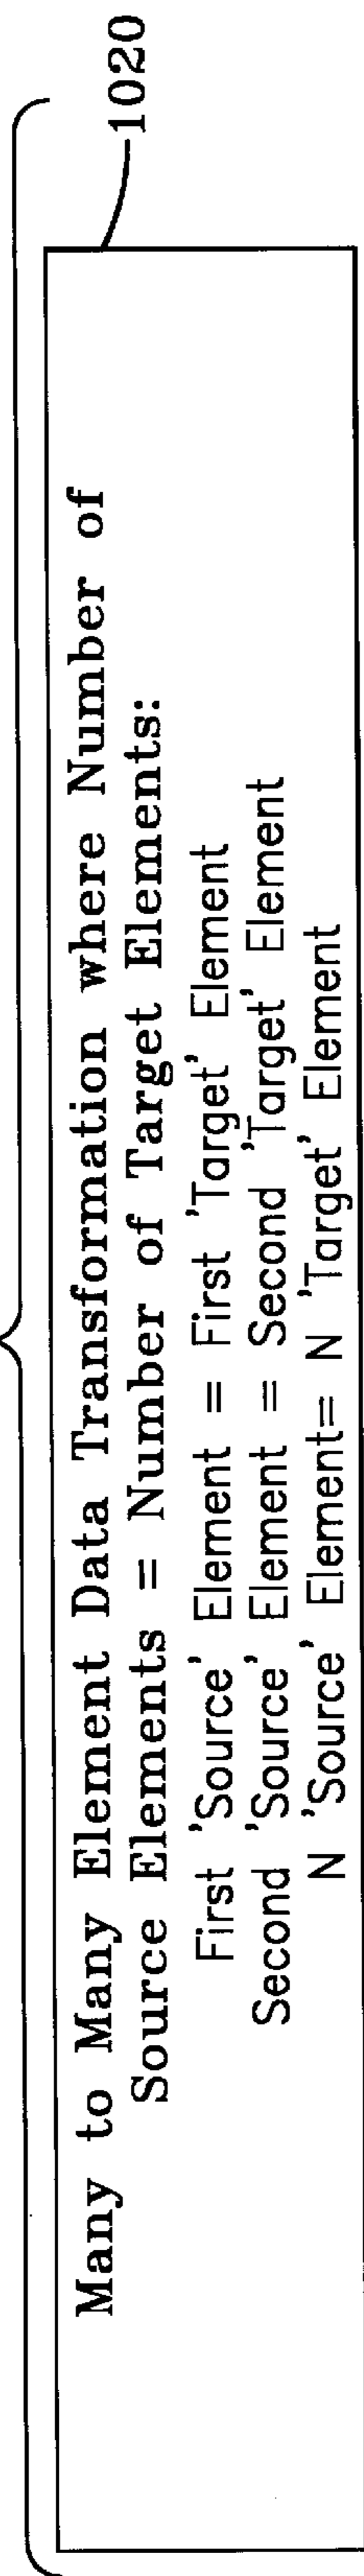 1020
Many to Many Element Data Transformation where Number of
Source Elements = Number of Target Elements:
First 'Source' Element = First 'Target' Element
Second 'Source' Element = Second 'Target' Element
N 'Source' Element= N 'Target' Element